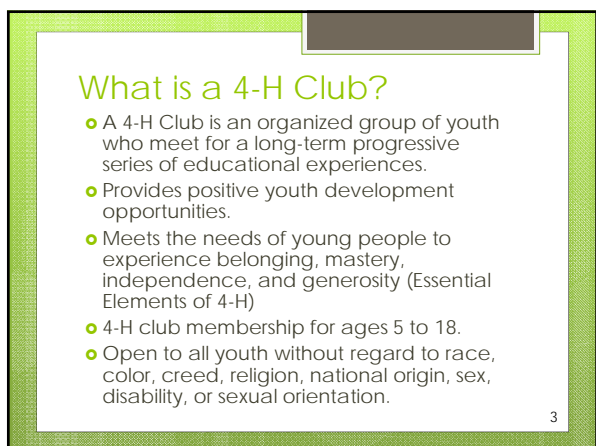 What is a 4-H Club?
A 4-H Club is an organized group of youth
who meet for a long-term progressive
series of educational experiences.
Provides positive youth development
opportunities.
Meets the needs of young people to
experience belonging, mastery,
independence, and generosity (Essential
Elements of 4-H)
4-H club membership for ages 5 to 18.
Open to all youth without regard to race,
color, creed, religion, national origin, sex,
disability, or sexual orientation.
3